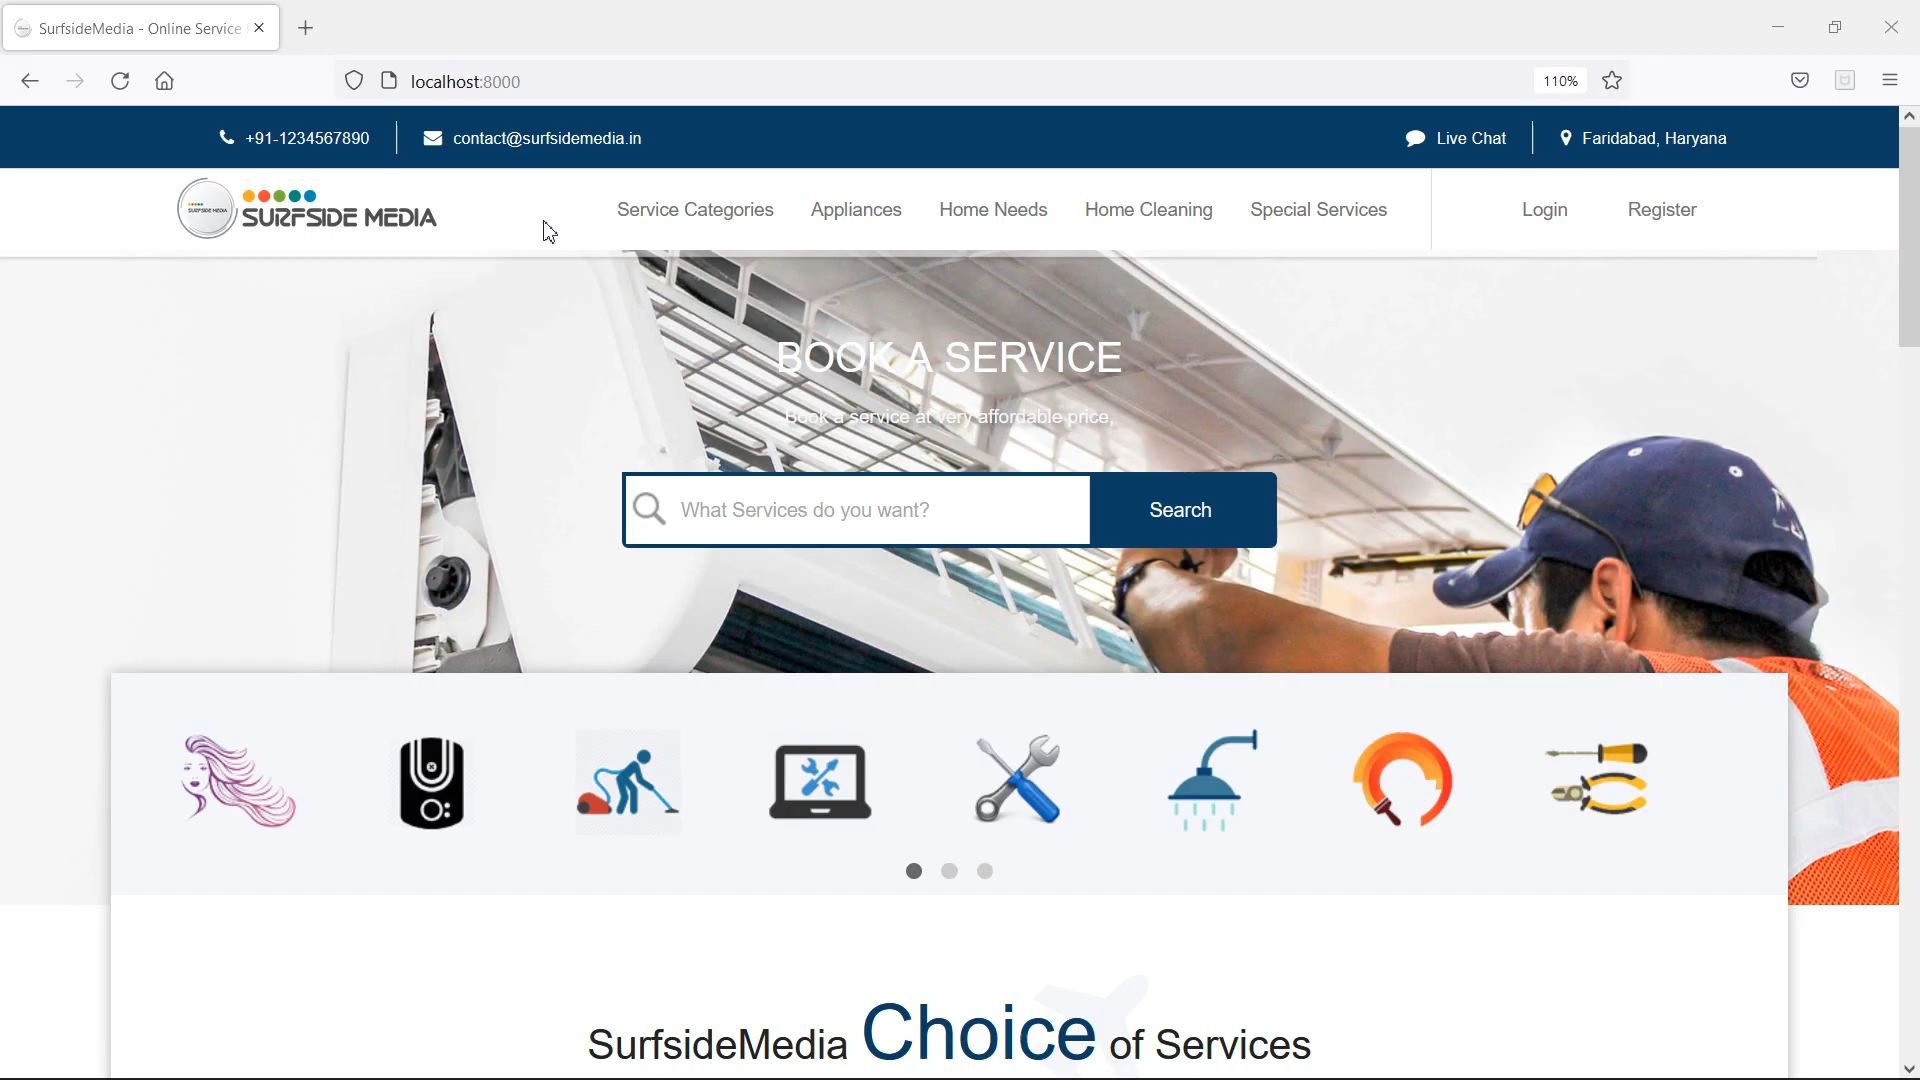 SurfsideMedia - Online Service
localhost:8000
110%
+91-1234567890
contact@surfsidemedia.in
Live Chat
Faridabad, Haryana
SURFSIDE MEDIA
SURFSIDE MEDIA
Service Categories
Appliances
Home Needs
Home Cleaning
Special Services
Login
Register
BOOK A SERVICE
Book a service at very affordable price,
What Services do you want?
Search
SurfsideMedia Choice of Services